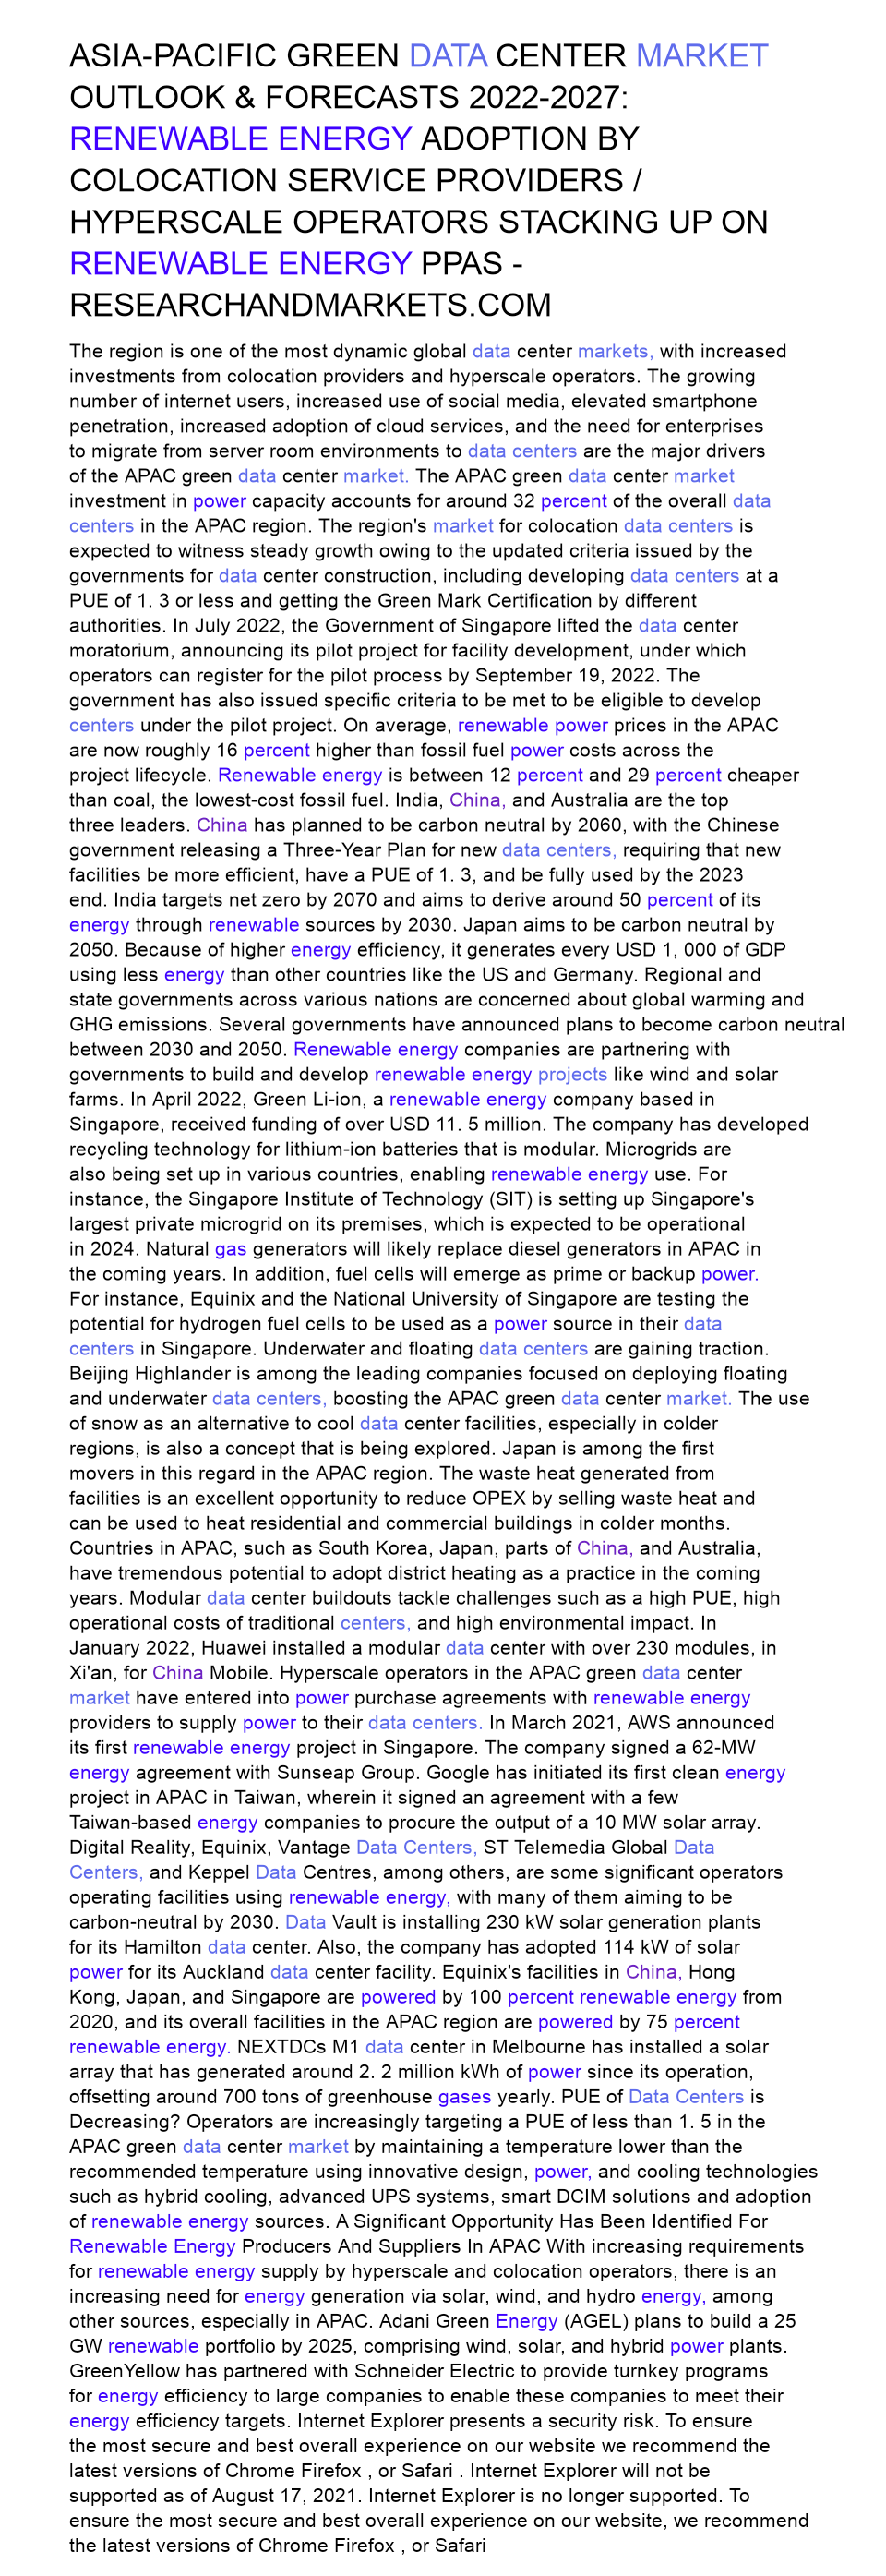 ASIA-PACIFIC GREEN DATA CENTER MARKET
OUTLOOK & FORECASTS 2022-2027:
RENEWABLE ENERGY ADOPTION BY
COLOCATION SERVICE PROVIDERS /
HYPERSCALE OPERATORS STACKING UP ON
RENEWABLE ENERGY PPAS -
RESEARCHANDMARKETS.COM
The region is one of the most dynamic global data center markets, with increased
investments from colocation providers and hyperscale operators. The growing
number of internet users, increased use of social media, elevated smartphone
penetration, increased adoption of cloud services, and the need for enterprises
to migrate from server room environments to data centers are the major drivers
of the APAC green data center market. The APAC green data center market
investment in power capacity accounts for around 32 percent of the overall data
centers in the APAC region. The region's market for colocation data centers is
expected to witness steady growth owing to the updated criteria issued by the
governments for data center construction, including developing data centers at a
PUE of 1. 3 or less and getting the Green Mark Certification by different
authorities. In July 2022, the Government of Singapore lifted the data center
moratorium, announcing its pilot project for facility development, under which
operators can register for the pilot process by September 19, 2022. The
government has also issued specific criteria to be met to be eligible to develop
centers under the pilot project. On average, renewable power prices in the APAC
are now roughly 16 percent higher than fossil fuel power costs across the
project lifecycle. Renewable energy is between 12 percent and 29 percent cheaper
than coal, the lowest-cost fossil fuel. India, China, and Australia are the top
three leaders. China has planned to be carbon neutral by 2060, with the Chinese
government releasing a Three-Year Plan for new data centers, requiring that new
facilities be more efficient, have a PUE of 1. 3, and be fully used by the 2023
end. India targets net zero by 2070 and aims to derive around 50 percent of its
energy through renewable sources by 2030. Japan aims to be carbon neutral by
2050. Because of higher energy efficiency, it generates every USD 1, 000 of GDP
using less energy than other countries like the US and Germany. Regional and
state governments across various nations are concerned about global warming and
GHG emissions. Several governments have announced plans to become carbon neutral
between 2030 and 2050. Renewable energy companies are partnering with
governments to build and develop renewable energy projects like wind and solar
farms. In April 2022, Green Li-ion, a renewable energy company based in
Singapore, received funding of over USD 11. 5 million. The company has developed
recycling technology for lithium-ion batteries that is modular. Microgrids are
also being set up in various countries, enabling renewable energy use. For
instance, the Singapore Institute of Technology (SIT) is setting up Singapore's
largest private microgrid on its premises, which is expected to be operational
in 2024. Natural gas generators will likely replace diesel generators in APAC in
the coming years. In addition, fuel cells will emerge as prime or backup power.
For instance, Equinix and the National University of Singapore are testing the
potential for hydrogen fuel cells to be used as a power source in their data
centers in Singapore. Underwater and floating data centers are gaining traction.
Beijing Highlander is among the leading companies focused on deploying floating
and underwater data centers, boosting the APAC green data center market. The use
of snow as an alternative to cool data center facilities, especially in colder
regions, is also a concept that is being explored. Japan is among the first
movers in this regard in the APAC region. The waste heat generated from
facilities is an excellent opportunity to reduce OPEX by selling waste heat and
can be used to heat residential and commercial buildings in colder months.
Countries in APAC, such as South Korea, Japan, parts of China, and Australia,
have tremendous potential to adopt district heating as a practice in the coming
years. Modular data center buildouts tackle challenges such as a high PUE, high
operational costs of traditional centers, and high environmental impact. In
January 2022, Huawei installed a modular data center with over 230 modules, in
Xi'an, for China Mobile. Hyperscale operators in the APAC green data center
market have entered into power purchase agreements with renewable energy
providers to supply power to their data centers. In March 2021, AWS announced
its first renewable energy project in Singapore. The company signed a 62-MW
energy agreement with Sunseap Group. Google has initiated its first clean energy
project in APAC in Taiwan, wherein it signed an agreement with a few
Taiwan-based energy companies to procure the output of a 10 MW solar array.
Digital Reality, Equinix, Vantage Data Centers, ST Telemedia Global Data
Centers, and Keppel Data Centres, among others, are some significant operators
operating facilities using renewable energy, with many of them aiming to be
carbon-neutral by 2030. Data Vault is installing 230 kW solar generation plants
for its Hamilton data center. Also, the company has adopted 114 kW of solar
power for its Auckland data center facility. Equinix's facilities in China, Hong
Kong, Japan, and Singapore are powered by 100 percent renewable energy from
2020, and its overall facilities in the APAC region are powered by 75 percent
renewable energy. NEXTDCs M1 data center in Melbourne has installed a solar
array that has generated around 2. 2 million kWh of power since its operation,
offsetting around 700 tons of greenhouse gases yearly. PUE of Data Centers is
Decreasing? Operators are increasingly targeting a PUE of less than 1. 5 in the
APAC green data center market by maintaining a temperature lower than the
recommended temperature using innovative design, power, and cooling technologies
such as hybrid cooling, advanced UPS systems, smart DCIM solutions and adoption
of renewable energy sources. A Significant Opportunity Has Been Identified For
Renewable Energy Producers And Suppliers In APAC With increasing requirements
for renewable energy supply by hyperscale and colocation operators, there is an
increasing need for energy generation via solar, wind, and hydro energy, among
other sources, especially in APAC. Adani Green Energy (AGEL) plans to build a 25
GW renewable portfolio by 2025, comprising wind, solar, and hybrid power plants.
GreenYellow has partnered with Schneider Electric to provide turnkey programs
for energy efficiency to large companies to enable these companies to meet their
energy efficiency targets. Internet Explorer presents a security risk. To ensure
the most secure and best overall experience on our website we recommend the
latest versions of Chrome Firefox , or Safari . Internet Explorer will not be
supported as of August 17, 2021. Internet Explorer is no longer supported. To
ensure the most secure and best overall experience on our website, we recommend
the latest versions of Chrome Firefox , or Safari